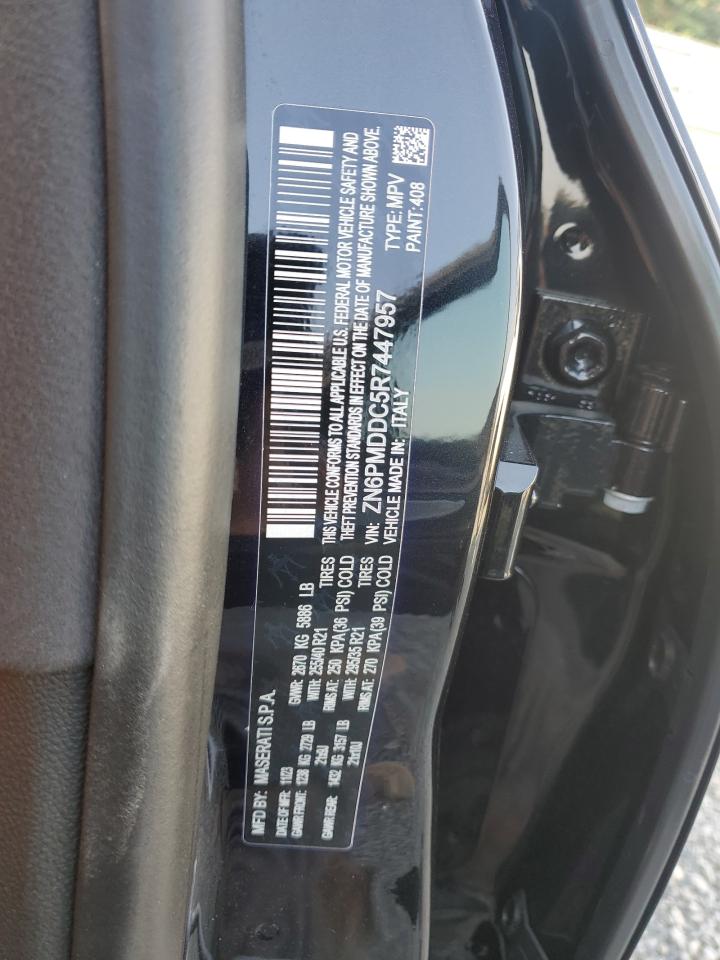 MFD BY: MASERATI S.P.A.
DATE OF MFR: 11/23 GVWR: 2670 KG 5886 LB
GAWR FRONT: 1238 KG 2729 LB WITH: 255/40 R21 TIRES
21x9J RIMS AT: 250 KPA(36 PSI) COLD
GAWR REAR: 1432 KG 3157 LB WITH: 295/35 R21 TIRES
21x10J RIMS AT: 270 KPA(39 PSI) COLD
THIS VEHICLE CONFORMS TO ALL APPLICABLE U.S. FEDERAL MOTOR VEHICLE SAFETY AND
THEFT PREVENTION STANDARDS IN EFFECT ON THE DATE OF MANUFACTURE SHOWN ABOVE.
VIN: ZN6PMDDC5R7447957 TYPE: MPV
VEHICLE MADE IN: ITALY PAINT: 408